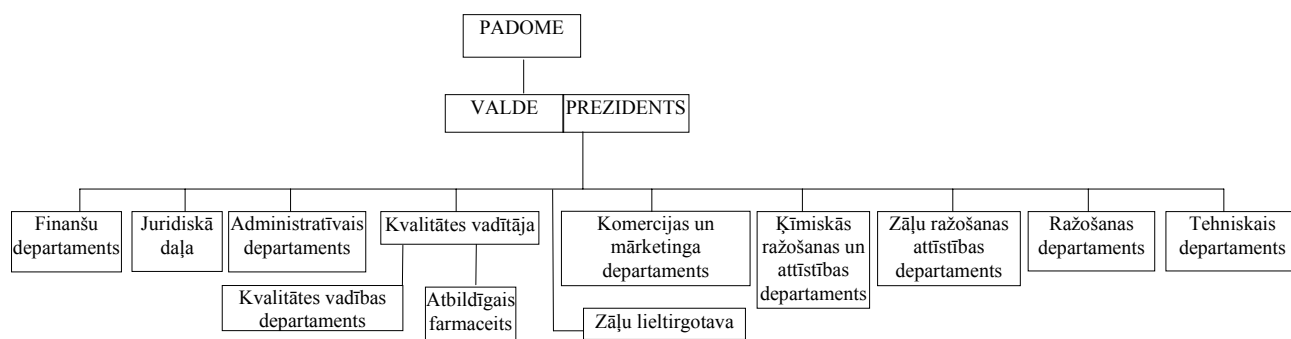 PADOME
VALDE
PREZIDENTS
Finanšu
departaments
Juridiskā
daļa
Administratīvais
departaments
Kvalitātes vadītāja
Komercijas un
mārketinga
departaments
Ķīmiskās
ražošanas un
attīstības
departaments
Zāļu ražošanas
attīstības
departaments
Ražošanas
departaments
Tehniskais
departaments
Kvalitātes vadības
departaments
Atbildīgais
farmaceits
Zāļu lieltirgotava